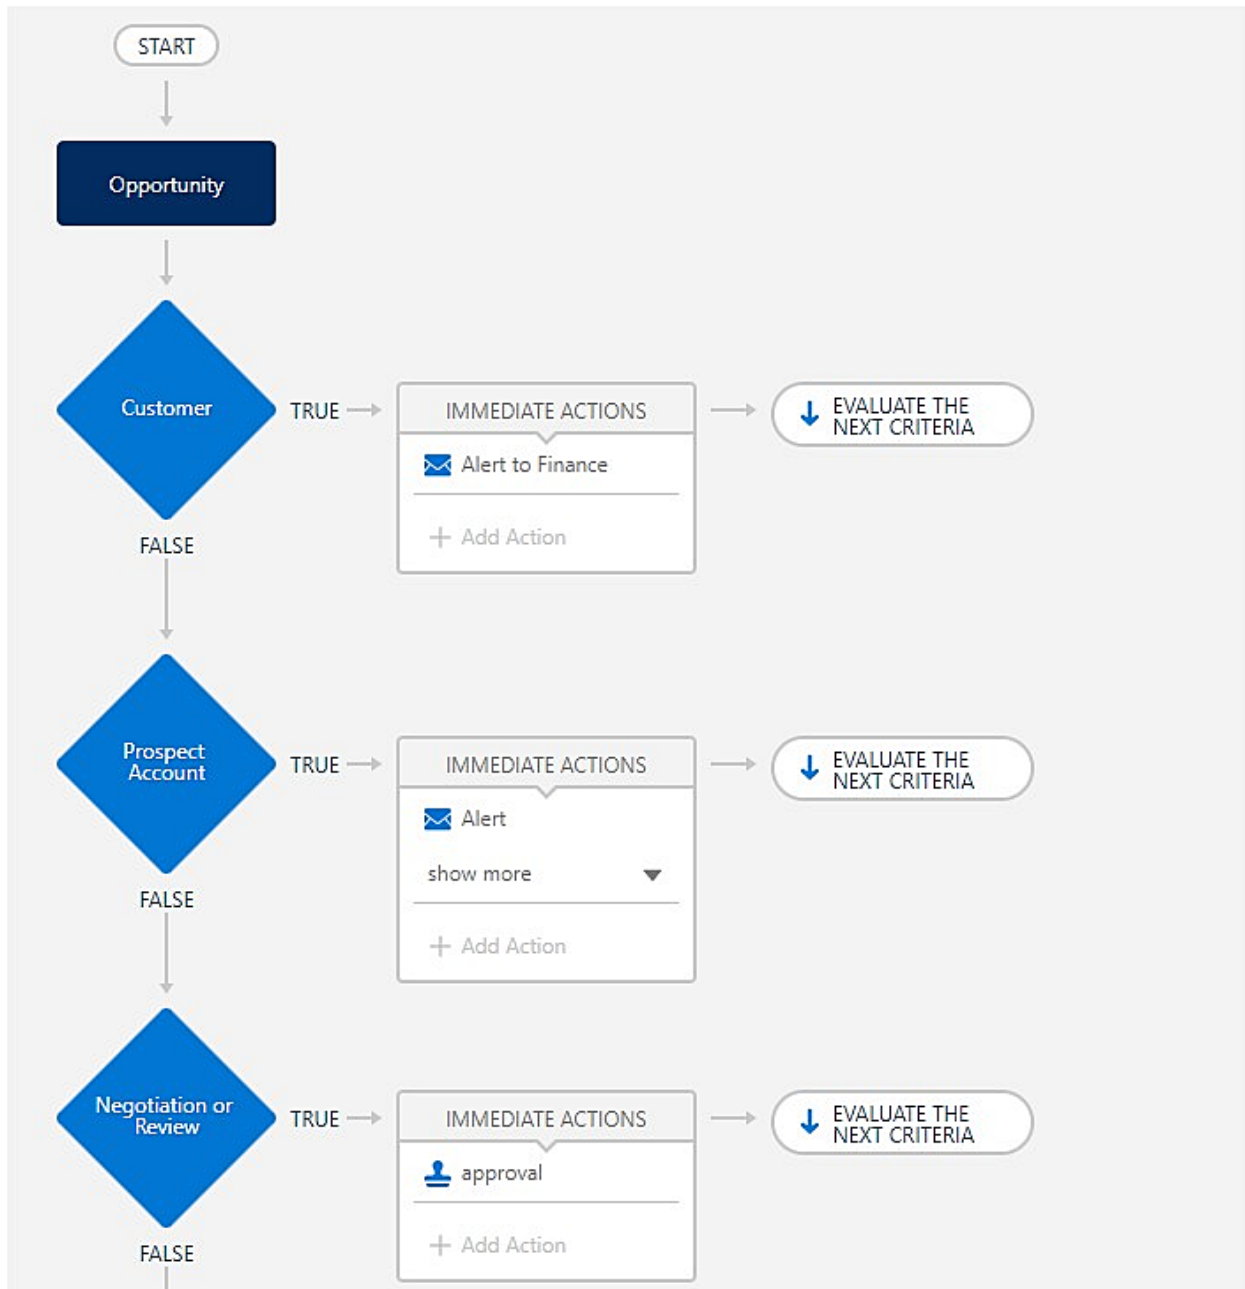 START
Opportunity
Customer
TRUE
IMMEDIATE ACTIONS
Alert to Finance
+ Add Action
EVALUATE THE
NEXT CRITERIA
FALSE
Prospect
Account
TRUE
IMMEDIATE ACTIONS
Alert
show more
+ Add Action
EVALUATE THE
NEXT CRITERIA
FALSE
Negotiation or
Review
TRUE
IMMEDIATE ACTIONS
approval
+ Add Action
EVALUATE THE
NEXT CRITERIA
FALSE